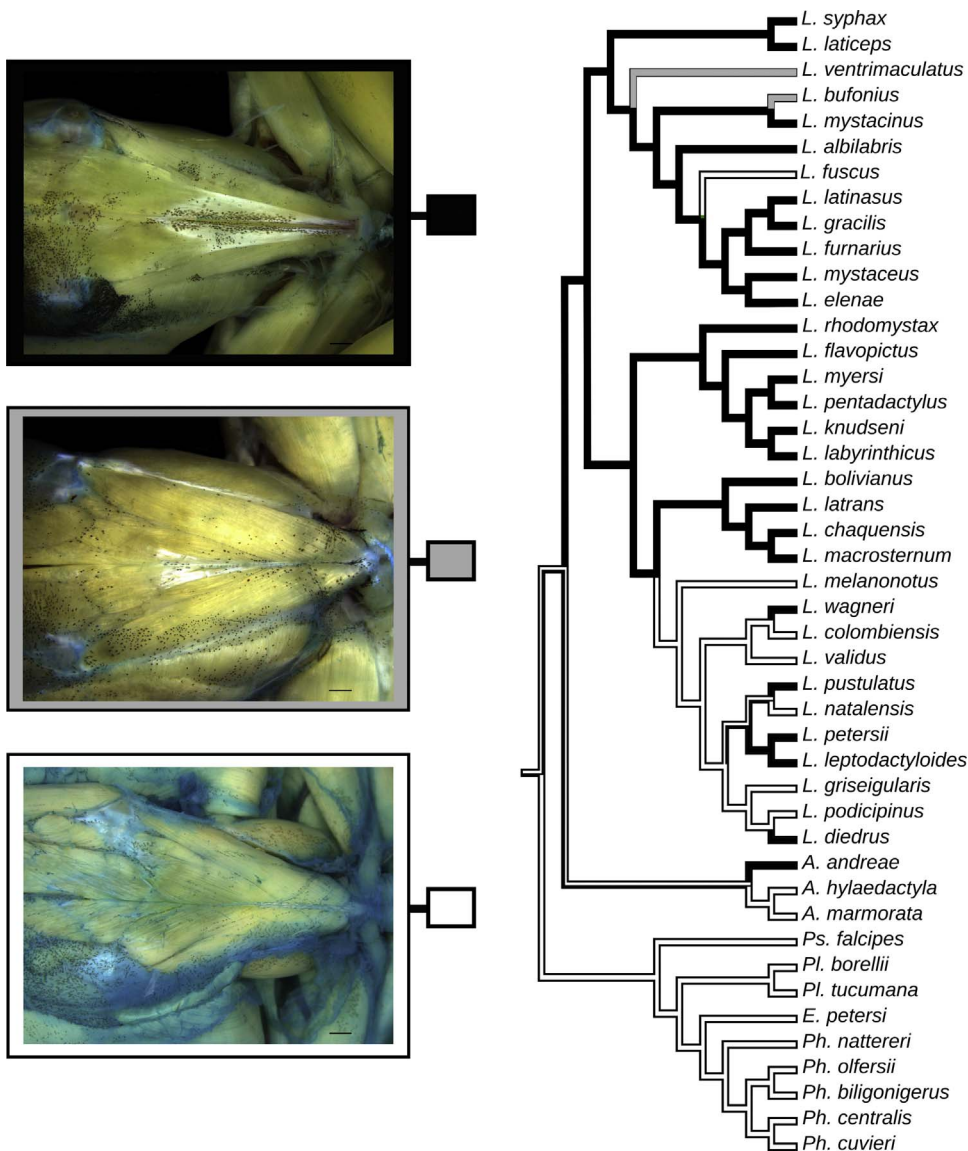 L. syphax
L. laticeps
L. ventrimaculatus
L. bufonius
L. mystacinus
L. albilabris
L. fuscus
L. latinasus
L. gracilis
L. furnarius
L. mystaceus
L. elenae
L. rhodomystax
L. flavopictus
L. myersi
L. pentadactylus
L. knudseni
L. labyrinthicus
L. bolivianus
L. latrans
L. chaquensis
L. macrosternum
L. melanonotus
L. wagneri
L. colombiensis
L. validus
L. pustulatus
L. natalensis
L. petersii
L. leptodactyloides
L. griseigularis
L. podicipinus
L. diedrus
A. andreae
A. hylaedactyla
A. marmorata
Ps. falcipes
Pl. borellii
Pl. tucumana
E. petersi
Ph. nattereri
Ph. olfersii
Ph. biligonigerus
Ph. centralis
Ph. cuvieri